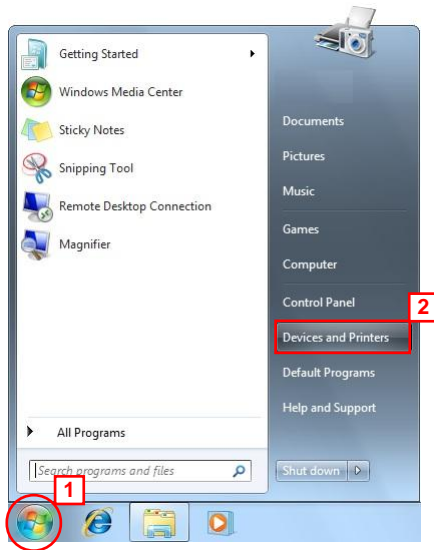 Getting Started
Windows Media Center
Sticky Notes
Snipping Tool
Remote Desktop Connection
Magnifier
All Programs
Search programs and files
Documents
Pictures
Music
Games
Computer
Control Panel
2
Devices and Printers
Default Programs
Help and Support
Shut down
1